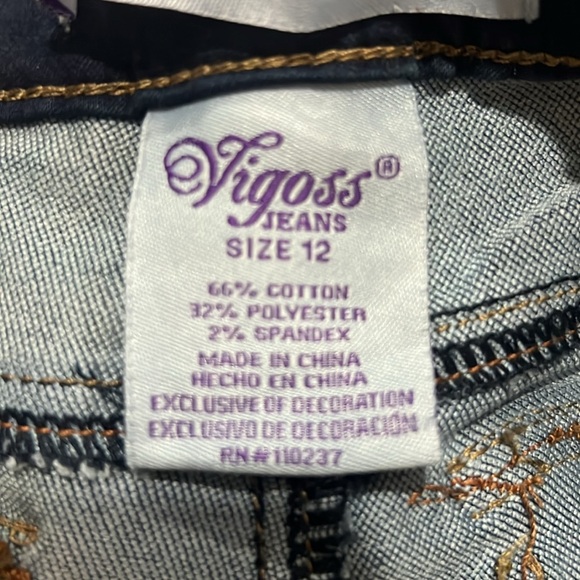 Vigoss®
JEANS
SIZE 12
66% COTTON
32% POLYESTER
2% SPANDEX
MADE IN CHINA
HECHO EN CHINA
EXCLUSIVE OF DECORATION
EXCLUSIVO DE DECORACIÓN
RN#110237